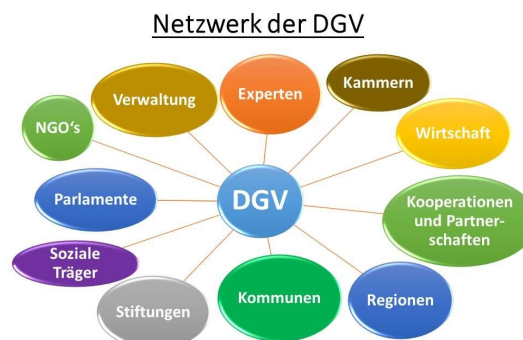 Netzwerk der DGV
Experten
Kammern
Verwaltung
NGO's
Wirtschaft
Parlamente
DGV
Kooperationen
und Partner-
schaften
Soziale
Träger
Stiftungen
Kommunen
Regionen